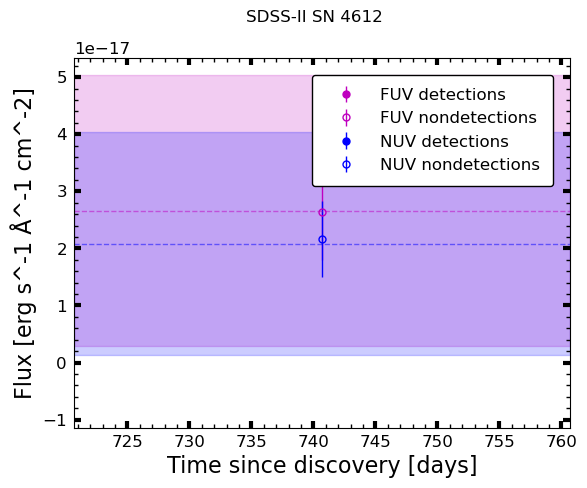 SDSS-II SN 4612
1e−17
FUV detections
FUV nondetections
NUV detections
NUV nondetections
5
4
3
2
1
0
−1
Flux [erg s^-1 Å^-1 cm^-2]
725 730 735 740 745 750 755 760
Time since discovery [days]